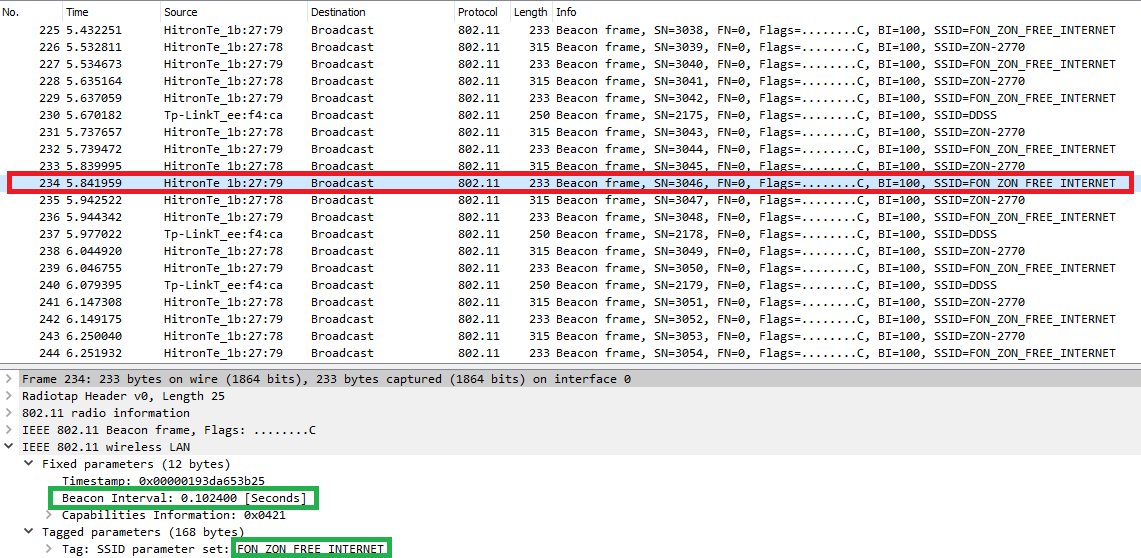 No. Time Source Destination Protocol Length Info
225 5.432251 HitronTe_1b:27:79 Broadcast 802.11 233 Beacon frame, SN=3038, FN=0, Flags=........C, BI=100, SSID=FON_ZON_FREE_INTERNET
226 5.532811 HitronTe_1b:27:78 Broadcast 802.11 315 Beacon frame, SN=3039, FN=0, Flags=........C, BI=100, SSID=ZON-2770
227 5.534673 HitronTe_1b:27:79 Broadcast 802.11 233 Beacon frame, SN=3040, FN=0, Flags=........C, BI=100, SSID=FON_ZON_FREE_INTERNET
228 5.635164 HitronTe_1b:27:78 Broadcast 802.11 315 Beacon frame, SN=3041, FN=0, Flags=........C, BI=100, SSID=ZON-2770
229 5.637059 HitronTe_1b:27:79 Broadcast 802.11 233 Beacon frame, SN=3042, FN=0, Flags=........C, BI=100, SSID=FON_ZON_FREE_INTERNET
230 5.670182 Tp-LinkT_ee:f4:ca Broadcast 802.11 250 Beacon frame, SN=2175, FN=0, Flags=........C, BI=100, SSID=DDSS
231 5.737657 HitronTe_1b:27:78 Broadcast 802.11 315 Beacon frame, SN=3043, FN=0, Flags=........C, BI=100, SSID=ZON-2770
232 5.739472 HitronTe_1b:27:79 Broadcast 802.11 233 Beacon frame, SN=3044, FN=0, Flags=........C, BI=100, SSID=FON_ZON_FREE_INTERNET
233 5.839995 HitronTe_1b:27:78 Broadcast 802.11 315 Beacon frame, SN=3045, FN=0, Flags=........C, BI=100, SSID=ZON-2770
234 5.841959 HitronTe_1b:27:79 Broadcast 802.11 233 Beacon frame, SN=3046, FN=0, Flags=........C, BI=100, SSID=FON_ZON_FREE_INTERNET
235 5.942522 HitronTe_1b:27:78 Broadcast 802.11 315 Beacon frame, SN=3047, FN=0, Flags=........C, BI=100, SSID=ZON-2770
236 5.944342 HitronTe_1b:27:79 Broadcast 802.11 233 Beacon frame, SN=3048, FN=0, Flags=........C, BI=100, SSID=FON_ZON_FREE_INTERNET
237 5.977022 Tp-LinkT_ee:f4:ca Broadcast 802.11 250 Beacon frame, SN=2178, FN=0, Flags=........C, BI=100, SSID=DDSS
238 6.044920 HitronTe_1b:27:78 Broadcast 802.11 315 Beacon frame, SN=3049, FN=0, Flags=........C, BI=100, SSID=ZON-2770
239 6.046755 HitronTe_1b:27:79 Broadcast 802.11 233 Beacon frame, SN=3050, FN=0, Flags=........C, BI=100, SSID=FON_ZON_FREE_INTERNET
240 6.079395 Tp-LinkT_ee:f4:ca Broadcast 802.11 250 Beacon frame, SN=2179, FN=0, Flags=........C, BI=100, SSID=DDSS
241 6.147308 HitronTe_1b:27:78 Broadcast 802.11 315 Beacon frame, SN=3051, FN=0, Flags=........C, BI=100, SSID=ZON-2770
242 6.149175 HitronTe_1b:27:79 Broadcast 802.11 233 Beacon frame, SN=3052, FN=0, Flags=........C, BI=100, SSID=FON_ZON_FREE_INTERNET
243 6.250040 HitronTe_1b:27:78 Broadcast 802.11 315 Beacon frame, SN=3053, FN=0, Flags=........C, BI=100, SSID=ZON-2770
244 6.251932 HitronTe_1b:27:79 Broadcast 802.11 233 Beacon frame, SN=3054, FN=0, Flags=........C, BI=100, SSID=FON_ZON_FREE_INTERNET
Frame 234: 233 bytes on wire (1864 bits), 233 bytes captured (1864 bits) on interface 0
Radiotap Header v0, Length 25
802.11 radio information
IEEE 802.11 Beacon frame, Flags: ........C
IEEE 802.11 wireless LAN
Fixed parameters (12 bytes)
Timestamp: 0x00000193da653b25
Beacon Interval: 0.102400 [Seconds]
Capabilities Information: 0x0421
Tagged parameters (168 bytes)
Tag: SSID parameter set: FON_ZON_FREE_INTERNET